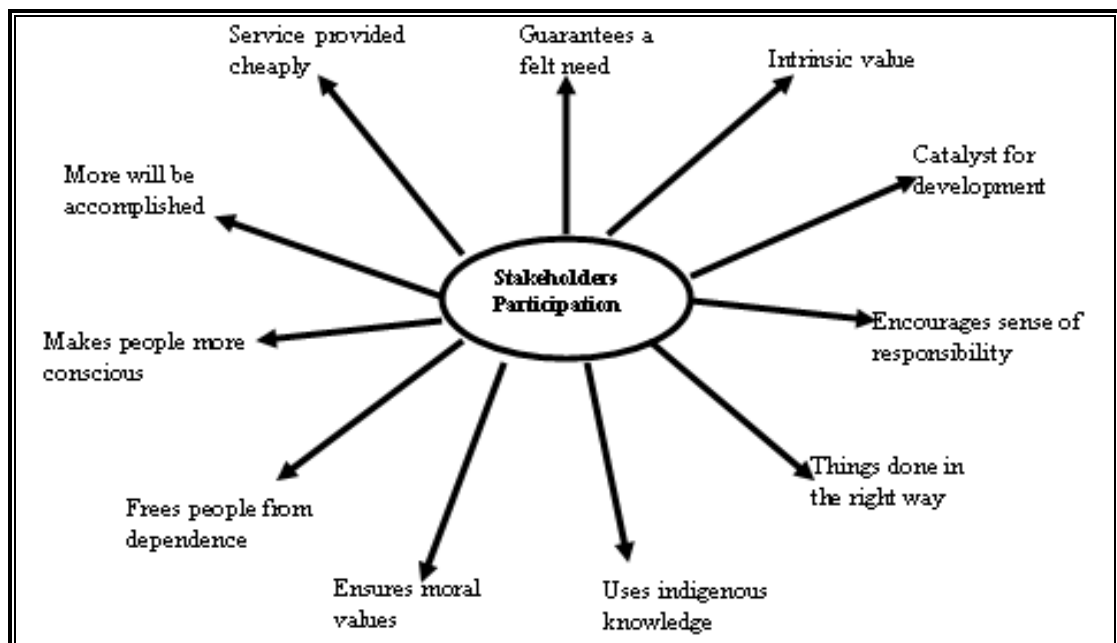 Service provided
cheaply
Guarantees a
felt need
Intrinsic value
Catalyst for
development
More will be
accomplished
Stakeholders
Participation
Makes people more
conscious
Encourages sense of
responsibility
Things done in
the right way
Frees people from
dependence
Ensures moral
values
Uses indigenous
knowledge